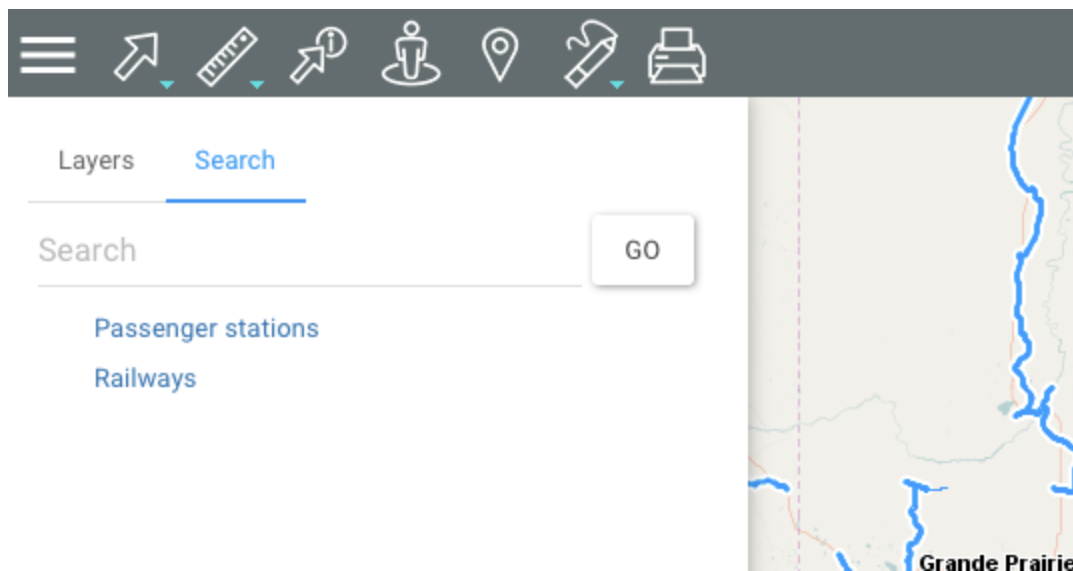 Layers Search
Search GO
Passenger stations
Railways
Grande Prairie